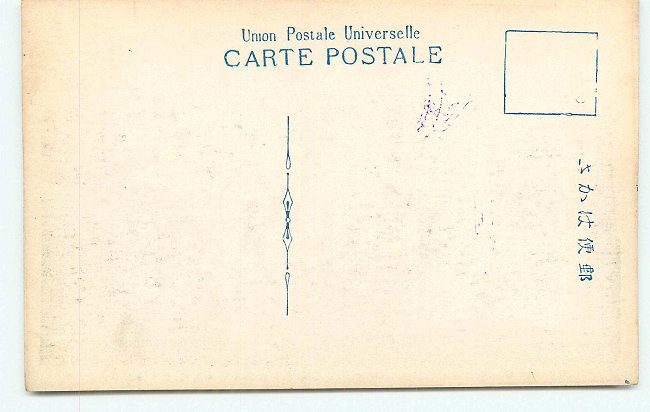 Union Postale Universelle
CARTE POSTALE
郵便はかき